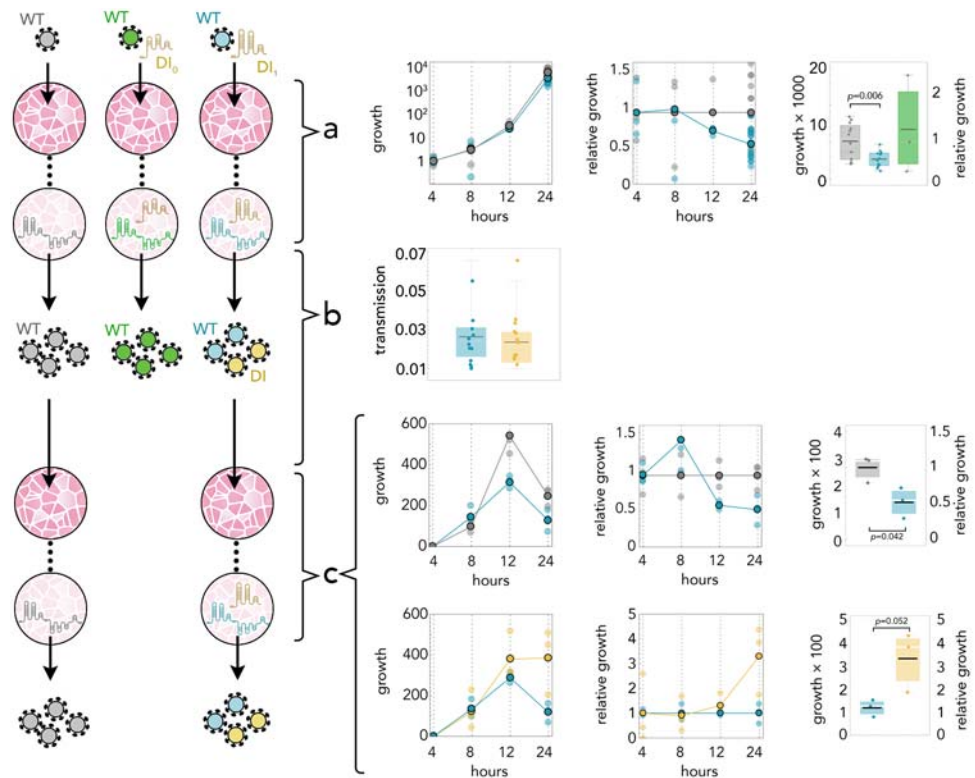 WT
WT
WT
DI₀
DI₁
a
growth
10⁴
10³
10²
10
1
4 8 12 24
hours
relative growth
1.5
1
0.5
0
4 8 12 24
hours
growth × 1000
20
10
0
p=0.006
2
1
0
relative growth
b
WT
WT
WT
DI
transmission
0.07
0.05
0.03
0.01
c
growth
600
400
200
0
4 8 12 24
hours
relative growth
1.5
1
0.5
0
4 8 12 24
hours
growth × 100
4
3
2
1
0
p=0.042
1.5
1
0.5
0
relative growth
growth
600
400
200
0
4 8 12 24
hours
relative growth
5
4
3
2
1
0
4 8 12 24
hours
growth × 100
5
4
3
2
1
0
p=0.052
5
4
3
2
1
0
relative growth